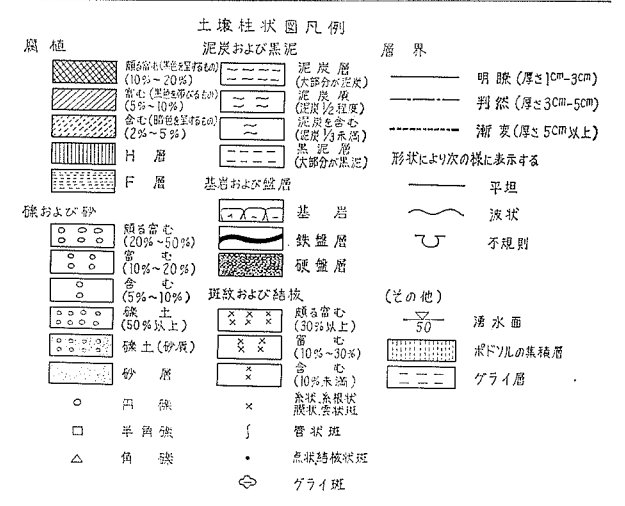 土壌柱状図凡例
腐植
頗る富む(黒色を呈するもの)
(10%~20%)
富む(黒色を帯びるもの)
(5%~10%)
含む(暗色を呈するもの)
(2%~5%)
H 層
F 層
礫および砂
頗る富む
(20%~50%)
富む
(10%~20%)
含む
(5%~10%)
礫土
(50%以上)
礫土(砂质)
砂 層
円 礫
半角礫
角 礫
泥炭および黒泥
泥炭層
(大部分が泥炭)
泥炭质
(泥炭1/2程度)
泥炭を含む
(泥炭1/3未満)
黒泥層
(大部分が黒泥)
基岩および盤層
基 岩
鉄盤層
硬盤層
斑紋および結核
頗る富む
(30%以上)
富 む
(10%~30%)
含 む
(10%未満)
糸状、糸根状
膜状、雲状斑
管状斑
点状、結核状斑
グライ斑
層 界
明瞭(厚さ1cm-3cm)
判然(厚さ3cm-5cm)
漸変(厚さ5cm以上)
形状により次の様に表示する
平坦
波状
不規則
(その他)
50
湧水面
ポドゾルの集積層
グライ層